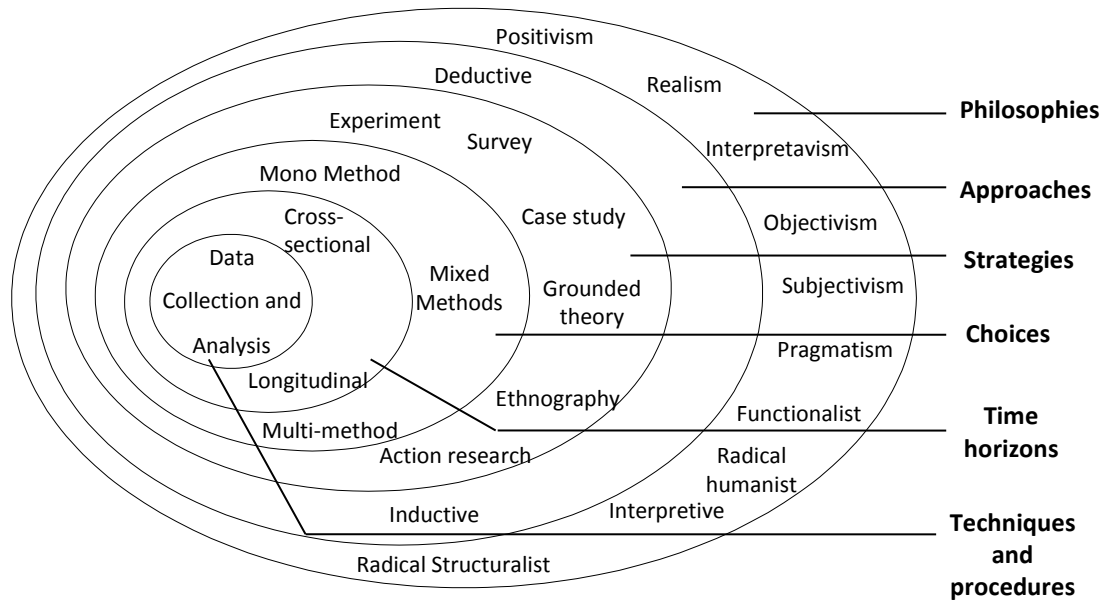 Positivism
Deductive
Realism
Philosophies
Experiment
Survey
Interpretavism
Mono Method
Approaches
Cross-
sectional
Case study
Objectivism
Data
Strategies
Mixed
Methods
Grounded
theory
Subjectivism
Collection and
Choices
Analysis
Pragmatism
Longitudinal
Ethnography
Functionalist
Time
horizons
Multi-method
Action research
Radical
humanist
Inductive
Interpretive
Techniques
and
procedures
Radical Structuralist